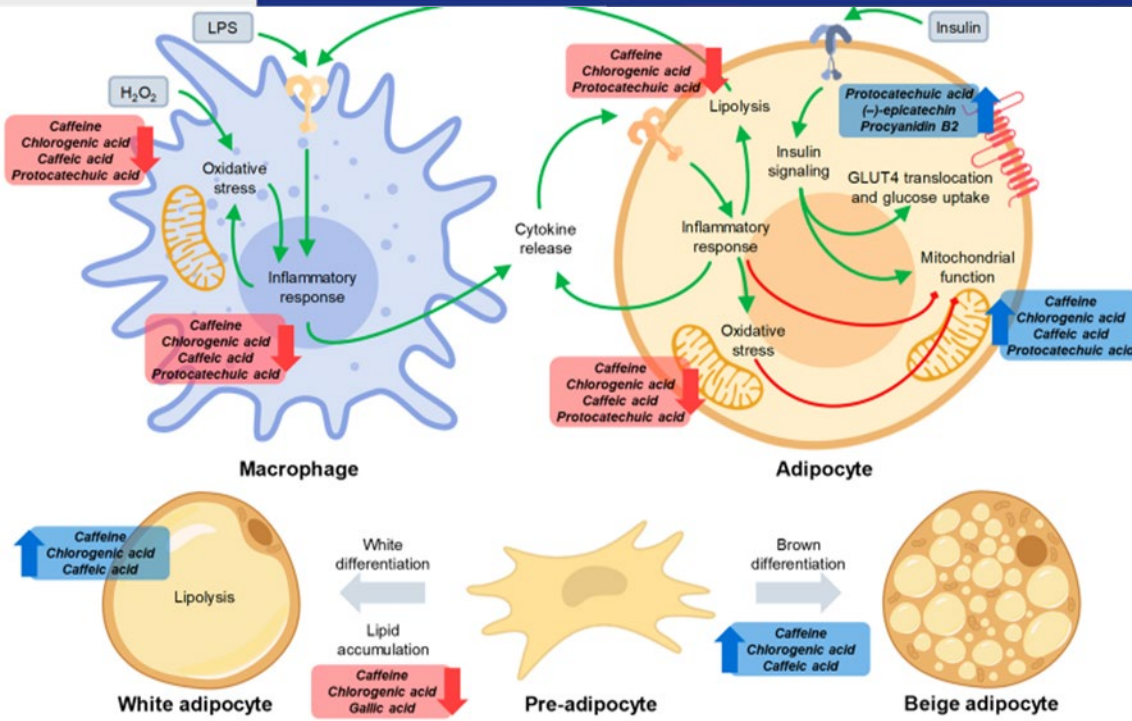 LPS
H₂O₂
Caffeine
Chlorogenic acid
Caffeic acid
Protocatechuic acid
Oxidative
stress
Inflammatory
response
Caffeine
Chlorogenic acid
Caffeic acid
Protocatechuic acid
Macrophage
Cytokine
release
Insulin
Caffeine
Chlorogenic acid
Protocatechuic acid
Lipolysis
Protocatechuic acid
(–)-epicatechin
Procyanidin B2
Insulin
signaling
GLUT4 translocation
and glucose uptake
Inflammatory
response
Mitochondrial
function
Caffeine
Chlorogenic acid
Caffeic acid
Protocatechuic acid
Oxidative
stress
Caffeine
Chlorogenic acid
Caffeic acid
Protocatechuic acid
Adipocyte
Caffeine
Chlorogenic acid
Caffeic acid
Lipolysis
White adipocyte
White
differentiation
Lipid
accumulation
Caffeine
Chlorogenic acid
Gallic acid
Pre-adipocyte
Brown
differentiation
Caffeine
Chlorogenic acid
Caffeic acid
Beige adipocyte